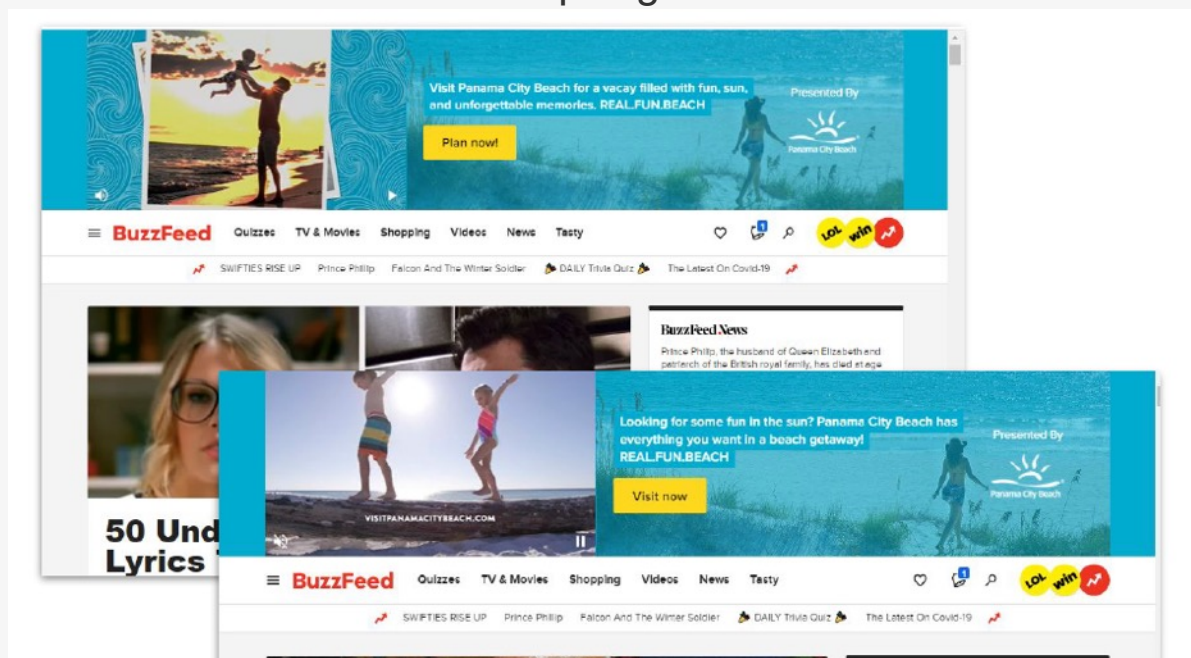 Visit Panama City Beach for a vacay filled with fun, sun,
and unforgettable memories. REAL.FUN.BEACH
Presented By
Plan now!
Panama City Beach
BuzzFeed Quizzes TV & Movies Shopping Videos News Tasty 1 LOL win
SWIFTIES RISE UP Prince Philip Falcon And The Winter Soldier DAILY Trivia Quiz The Latest On Covid-19
BuzzFeed News
Prince Philip, the husband of Queen Elizabeth and
patriarch of the British royal family, has died at age
50 Und
Lyrics
Looking for some fun in the sun? Panama City Beach has
everything you want in a beach getaway!
REAL.FUN.BEACH
Presented By
Visit now
Panama City Beach
VISITPANAMACITYBEACH.COM
BuzzFeed Quizzes TV & Movies Shopping Videos News Tasty 1 LOL win
SWIFTIES RISE UP Prince Philip Falcon And The Winter Soldier DAILY Trivia Quiz The Latest On Covid-19